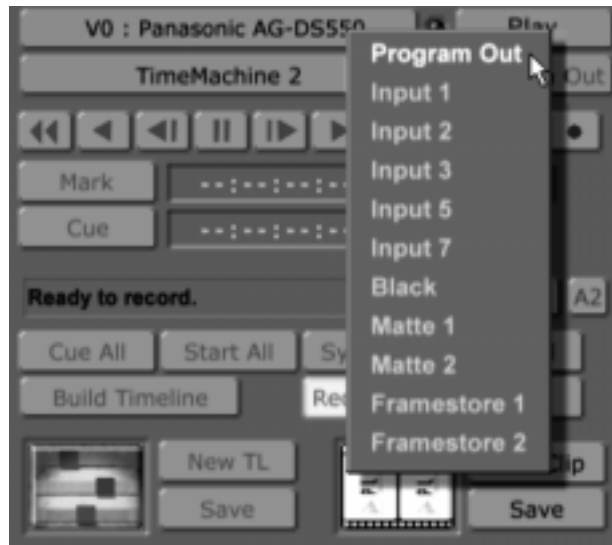 V0 : Panasonic AG-DS550
Play
TimeMachine 2
Out
Program Out
Input 1
Input 2
Input 3
Input 5
Input 7
Black
Matte 1
Matte 2
Framestore 1
Framestore 2
Mark
--:--:--
Cue
--:--:--
Ready to record.
A2
Cue All
Start All
Build Timeline
New TL
Save
Save